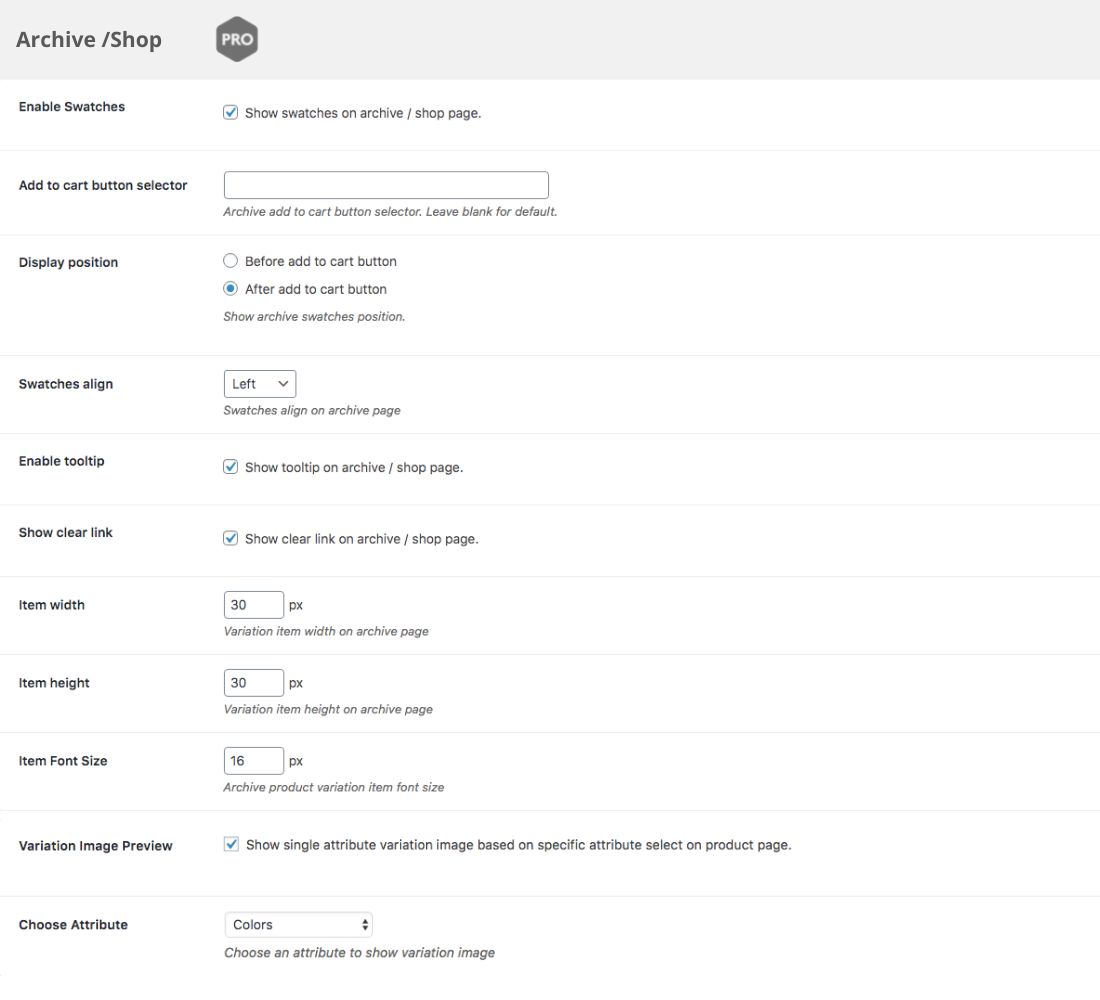 Archive /Shop
PRO
Enable Swatches
Show swatches on archive / shop page.
Add to cart button selector
Archive add to cart button selector. Leave blank for default.
Display position
Before add to cart button
After add to cart button
Show archive swatches position.
Swatches align
Left
Swatches align on archive page
Enable tooltip
Show tooltip on archive / shop page.
Show clear link
Show clear link on archive / shop page.
Item width
30 px
Variation item width on archive page
Item height
30 px
Variation item height on archive page
Item Font Size
16 px
Archive product variation item font size
Variation Image Preview
Show single attribute variation image based on specific attribute select on product page.
Choose Attribute
Colors
Choose an attribute to show variation image